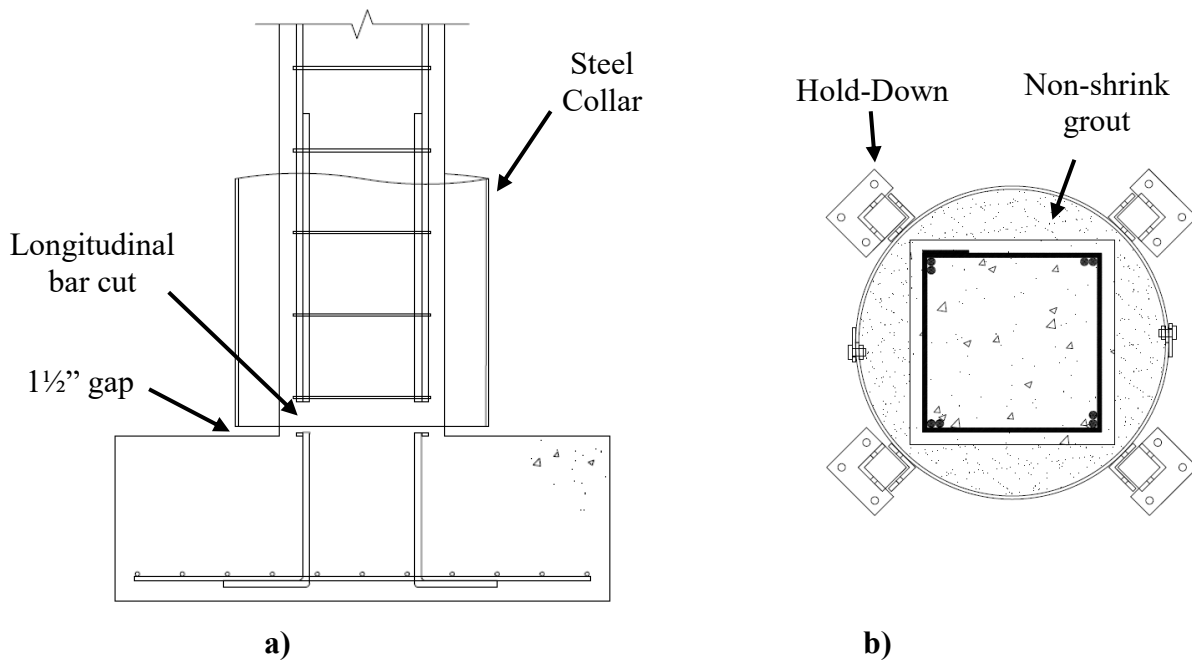 Steel
Collar
Longitudinal
bar cut
1½” gap
a)
Hold-Down
Non-shrink
grout
b)